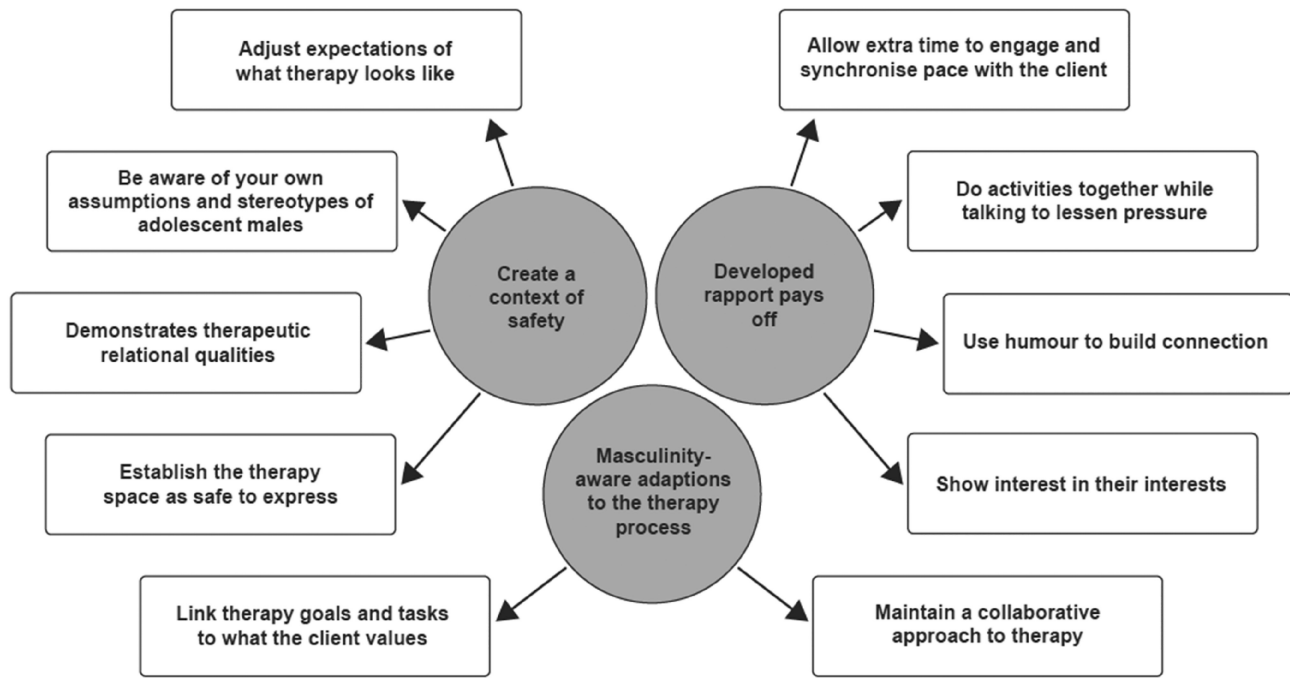 Adjust expectations of
what therapy looks like
Be aware of your own
assumptions and stereotypes of
adolescent males
Demonstrates therapeutic
relational qualities
Establish the therapy
space as safe to express
Create a
context of
safety
Developed
rapport pays
off
Allow extra time to engage and
synchronise pace with the client
Do activities together while
talking to lessen pressure
Use humour to build connection
Show interest in their interests
Masculinity-
aware adaptions
to the therapy
process
Link therapy goals and tasks
to what the client values
Maintain a collaborative
approach to therapy